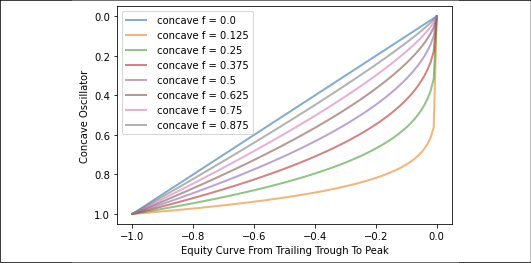 0.0
0.2
0.4
0.6
0.8
1.0
Concave Oscillator
concave f = 0.0
concave f = 0.125
concave f = 0.25
concave f = 0.375
concave f = 0.5
concave f = 0.625
concave f = 0.75
concave f = 0.875
−1.0 −0.8 −0.6 −0.4 −0.2 0.0
Equity Curve From Trailing Trough To Peak